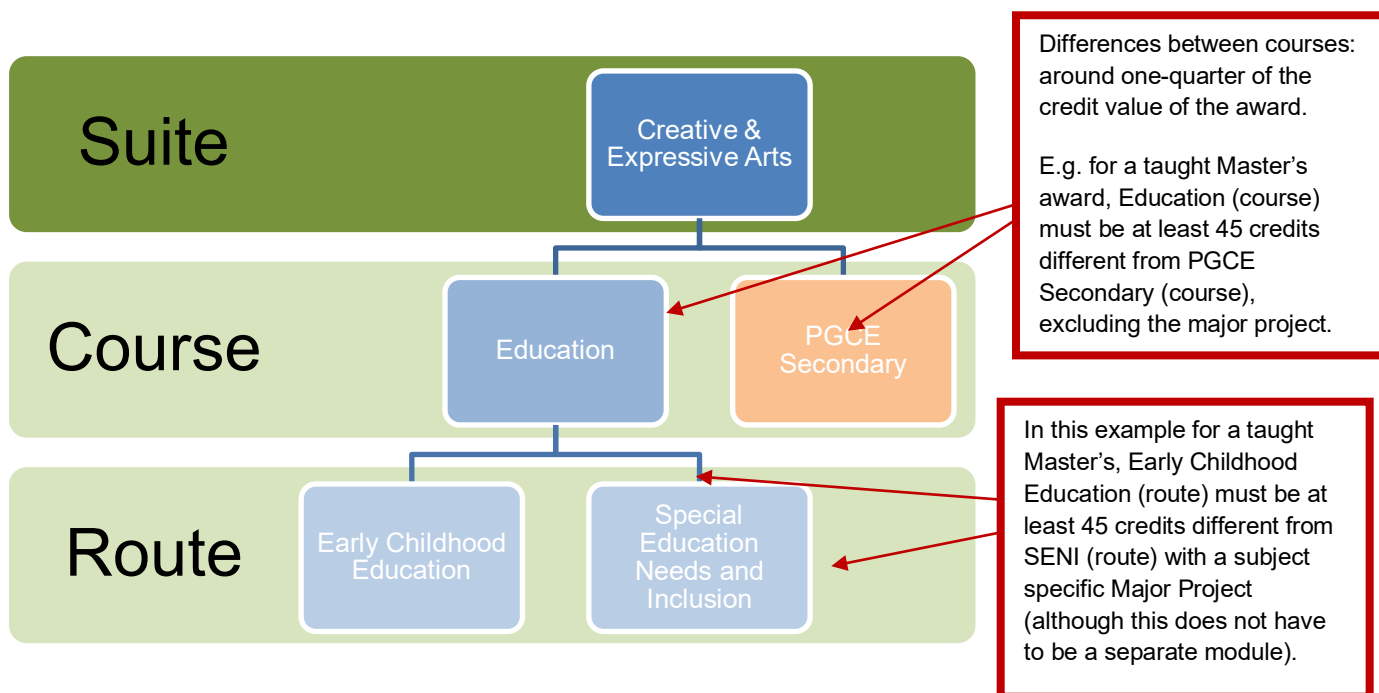 Suite
Creative &
Expressive Arts
Differences between courses:
around one-quarter of the
credit value of the award.
E.g. for a taught Master’s
award, Education (course)
must be at least 45 credits
different from PGCE
Secondary (course),
excluding the major project.
Course
Education
PGCE
Secondary
Route
Early Childhood
Education
Special
Education
Needs and
Inclusion
In this example for a taught
Master’s, Early Childhood
Education (route) must be at
least 45 credits different from
SENI (route) with a subject
specific Major Project
(although this does not have
to be a separate module).